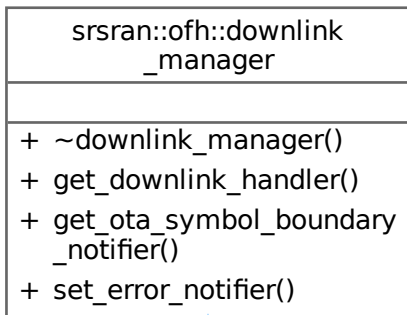 srsran::ofh::downlink
_manager
+ ~downlink_manager()
+ get_downlink_handler()
+ get_ota_symbol_boundary
_notifier()
+ set_error_notifier()